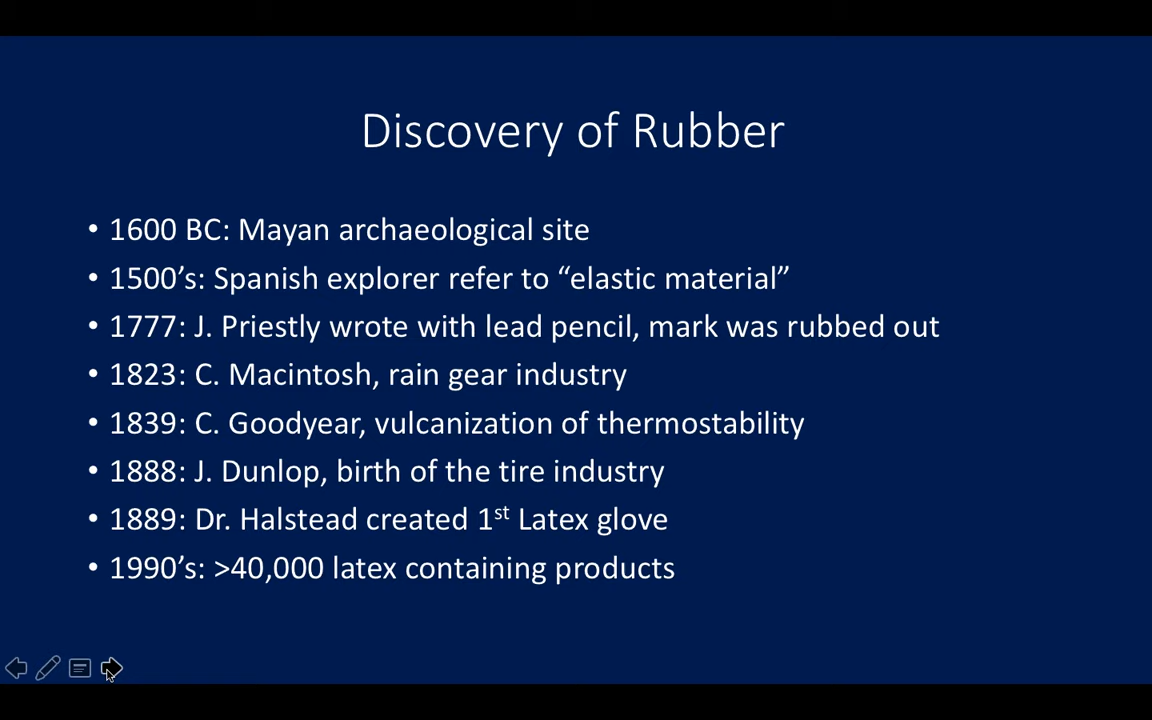 Discovery of Rubber
• 1600 BC: Mayan archaeological site
• 1500’s: Spanish explorer refer to “elastic material”
• 1777: J. Priestly wrote with lead pencil, mark was rubbed out
• 1823: C. Macintosh, rain gear industry
• 1839: C. Goodyear, vulcanization of thermostability
• 1888: J. Dunlop, birth of the tire industry
• 1889: Dr. Halstead created 1st Latex glove
• 1990’s: >40,000 latex containing products